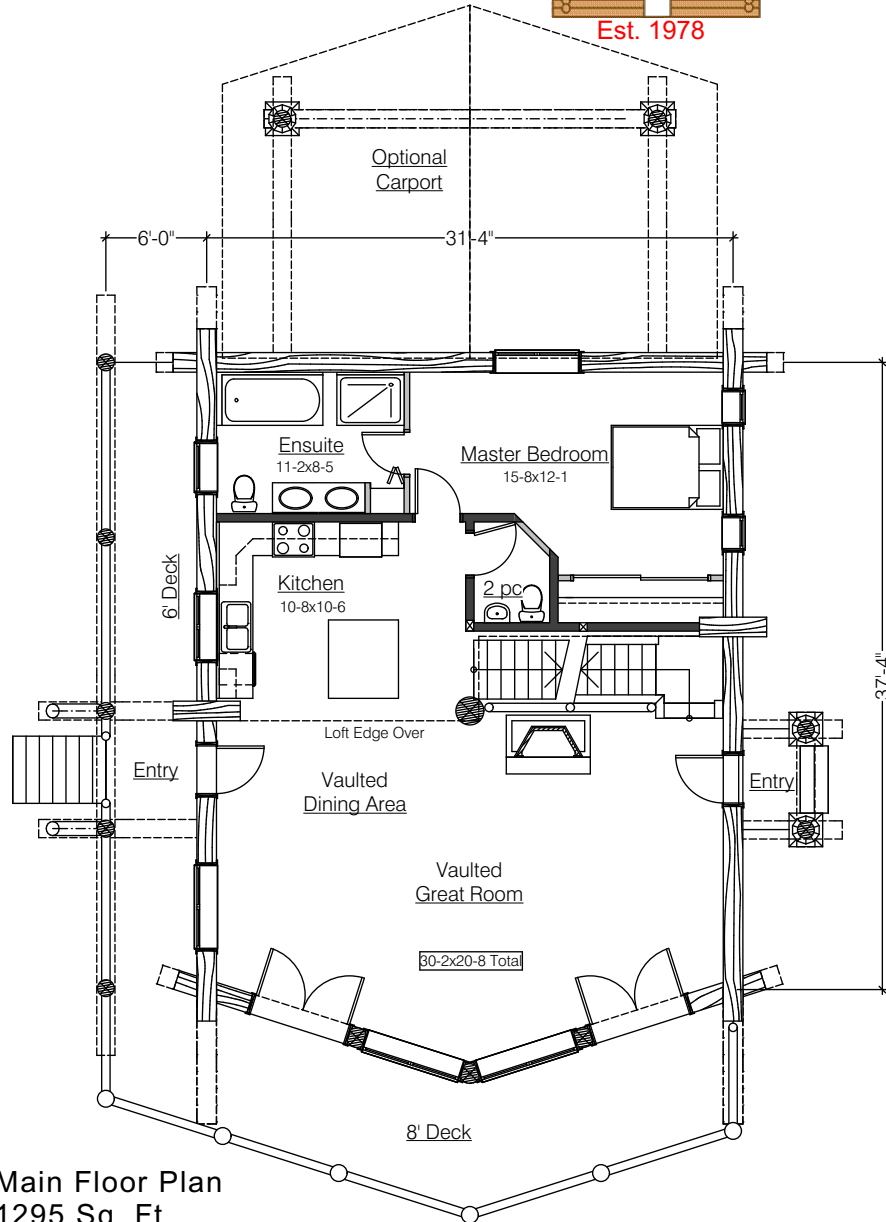 Est. 1978
Optional
Carport
6'-0"
31'-4"
Ensuite
11-2x8-5
Master Bedroom
15-8x12-1
6' Deck
Kitchen
10-8x10-6
2 pc
37'-4"
Loft Edge Over
Entry
Vaulted
Dining Area
Entry
Vaulted
Great Room
30-2x20-8 Total
8' Deck
Main Floor Plan
1295 Sq. Ft.